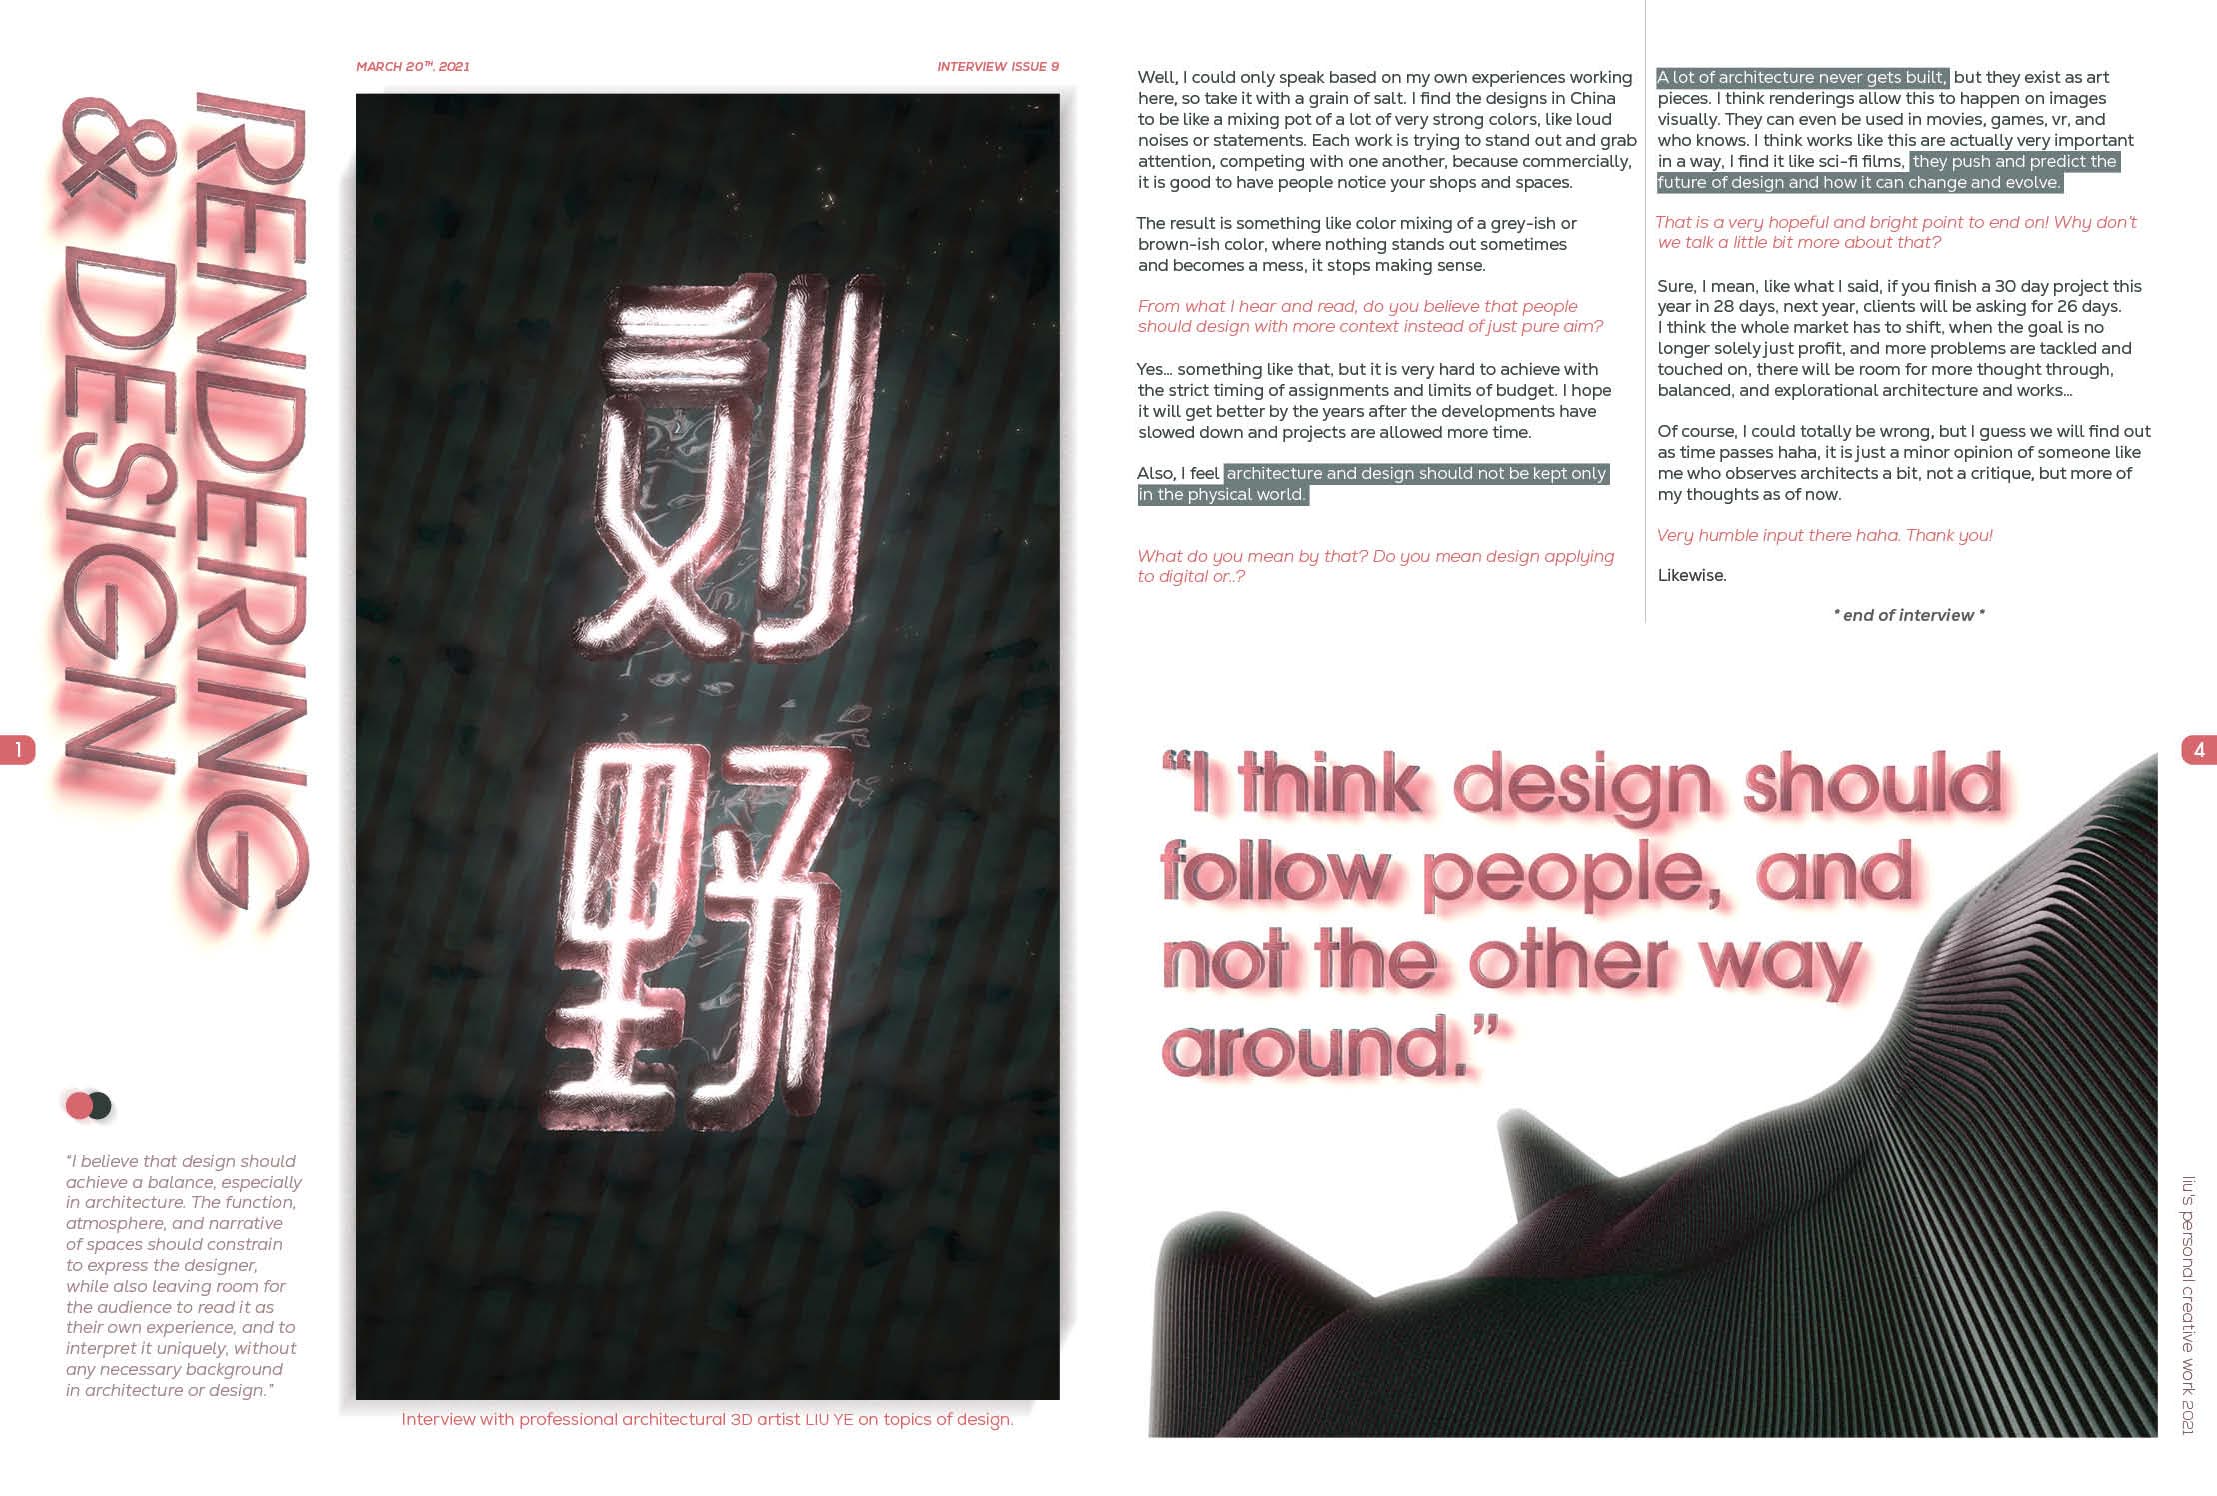 RENDERING
& DESIGN
1
"I believe that design should
achieve a balance, especially
in architecture. The function,
atmosphere, and narrative
of spaces should constrain
to express the designer,
while also leaving room for
the audience to read it as
their own experience, and to
interpret it uniquely, without
any necessary background
in architecture or design."
MARCH 20TH. 2021
INTERVIEW ISSUE 9
刘
野
Interview with professional architectural 3D artist LIU YE on topics of design.
Well, I could only speak based on my own experiences working
here, so take it with a grain of salt. I find the designs in China
to be like a mixing pot of a lot of very strong colors, like loud
noises or statements. Each work is trying to stand out and grab
attention, competing with one another, because commercially,
it is good to have people notice your shops and spaces.
The result is something like color mixing of a grey-ish or
brown-ish color, where nothing stands out sometimes
and becomes a mess, it stops making sense.
From what I hear and read, do you believe that people
should design with more context instead of just pure aim?
Yes... something like that, but it is very hard to achieve with
the strict timing of assignments and limits of budget. I hope
it will get better by the years after the developments have
slowed down and projects are allowed more time.
Also, I feel architecture and design should not be kept only
in the physical world.
What do you mean by that? Do you mean design applying
to digital or..?
A lot of architecture never gets built, but they exist as art
pieces. I think renderings allow this to happen on images
visually. They can even be used in movies, games, vr, and
who knows. I think works like this are actually very important
in a way, I find it like sci-fi films, they push and predict the
future of design and how it can change and evolve.
That is a very hopeful and bright point to end on! Why don't
we talk a little bit more about that?
Sure, I mean, like what I said, if you finish a 30 day project this
year in 28 days, next year, clients will be asking for 26 days.
I think the whole market has to shift, when the goal is no
longer solely just profit, and more problems are tackled and
touched on, there will be room for more thought through,
balanced, and explorational architecture and works...
Of course, I could totally be wrong, but I guess we will find out
as time passes haha, it is just a minor opinion of someone like
me who observes architects a bit, not a critique, but more of
my thoughts as of now.
Very humble input there haha. Thank you!
Likewise.
* end of interview *
"I think design should
follow people, and
not the other way
around."
4
liu's personal creative work 2021